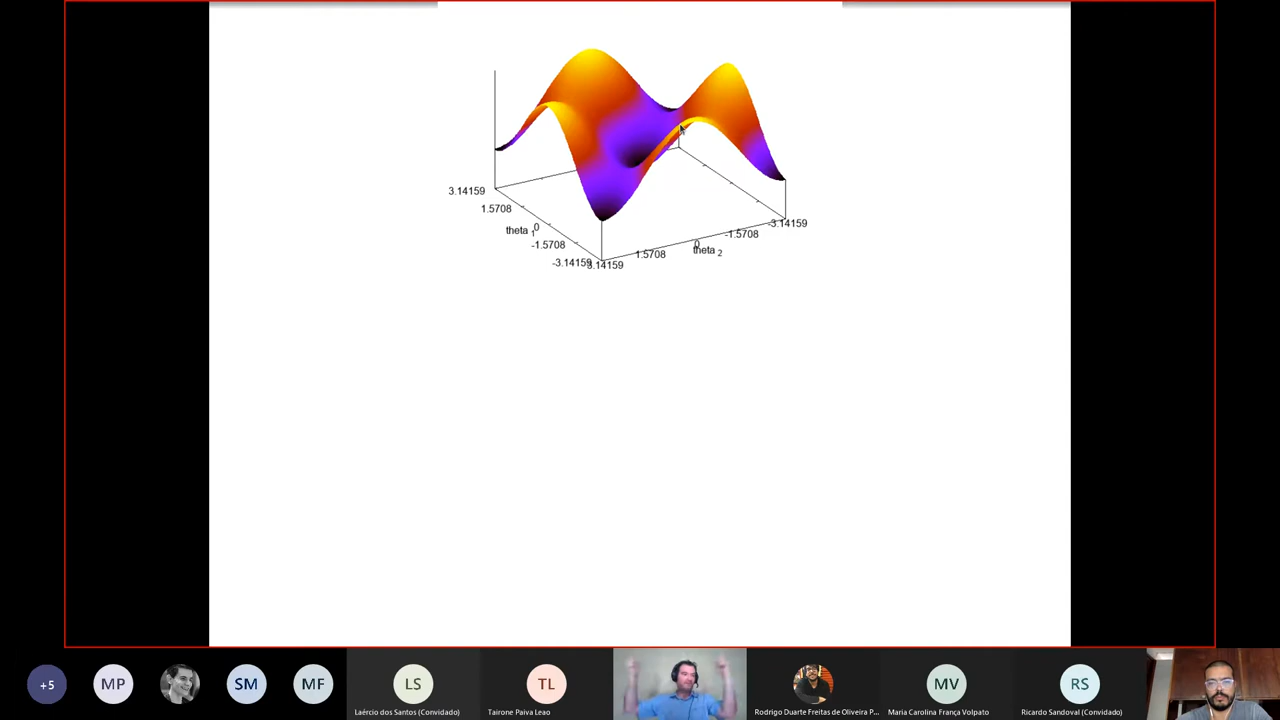 3.14159
1.5708
theta 1
0
-1.5708
-3.14159
3.14159
1.5708
0
theta 2
-1.5708
-3.14159
+5
MP
SM
MF
LS
Laércio dos Santos (Convidado)
TL
Tairone Paiva Leao
Rodrigo Duarte Freitas de Oliveira P...
MV
Maria Carolina França Volpato
RS
Ricardo Sandoval (Convidado)